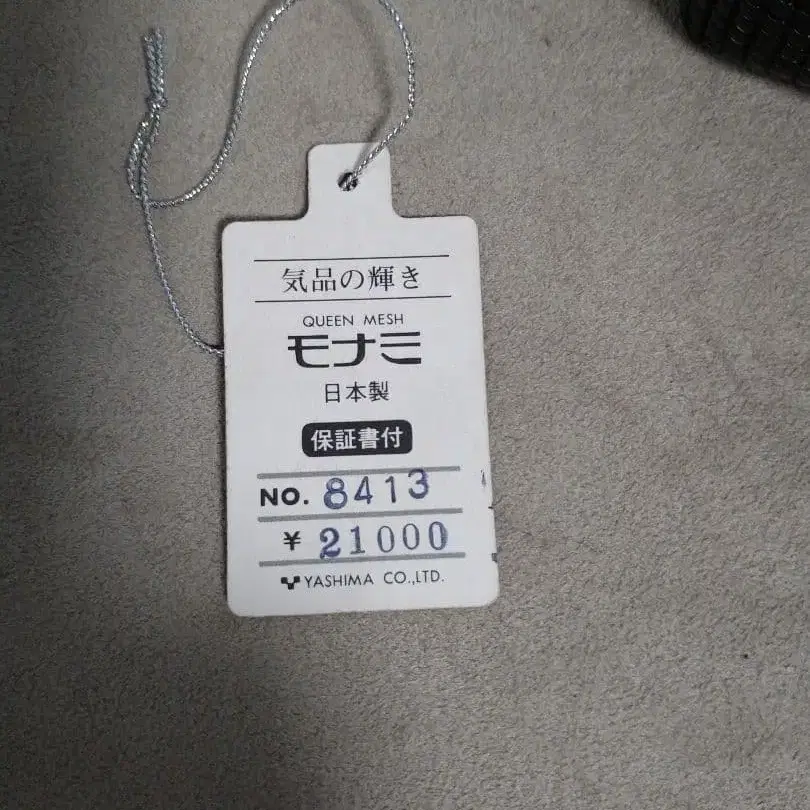 気品の輝き
QUEEN MESH
モナミ
日本製
保証書付
NO. 8413
¥ 21000
YASHIMA CO.,LTD.